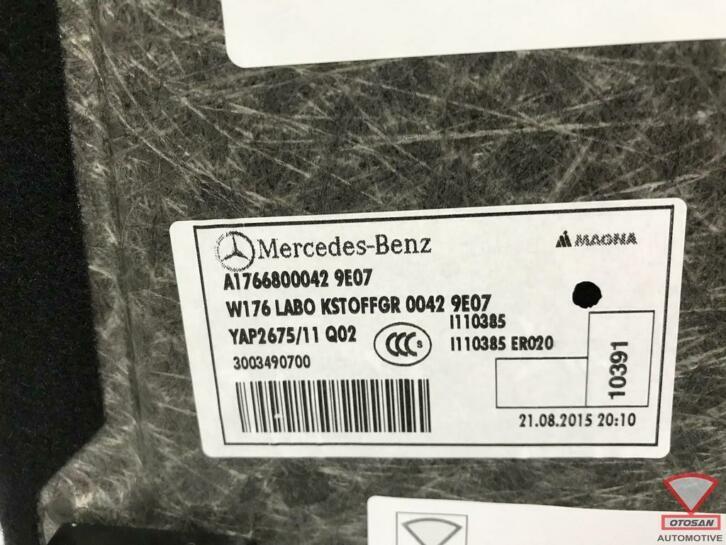 Mercedes-Benz
MAGNA
A1766800042 9E07
W176 LABO KSTOFFGR 0042 9E07
YAP2675/11 Q02
CCC S
I110385
I110385 ER020
3003490700
10391
21.08.2015 20:10
OTOSAN
AUTOMOTIVE